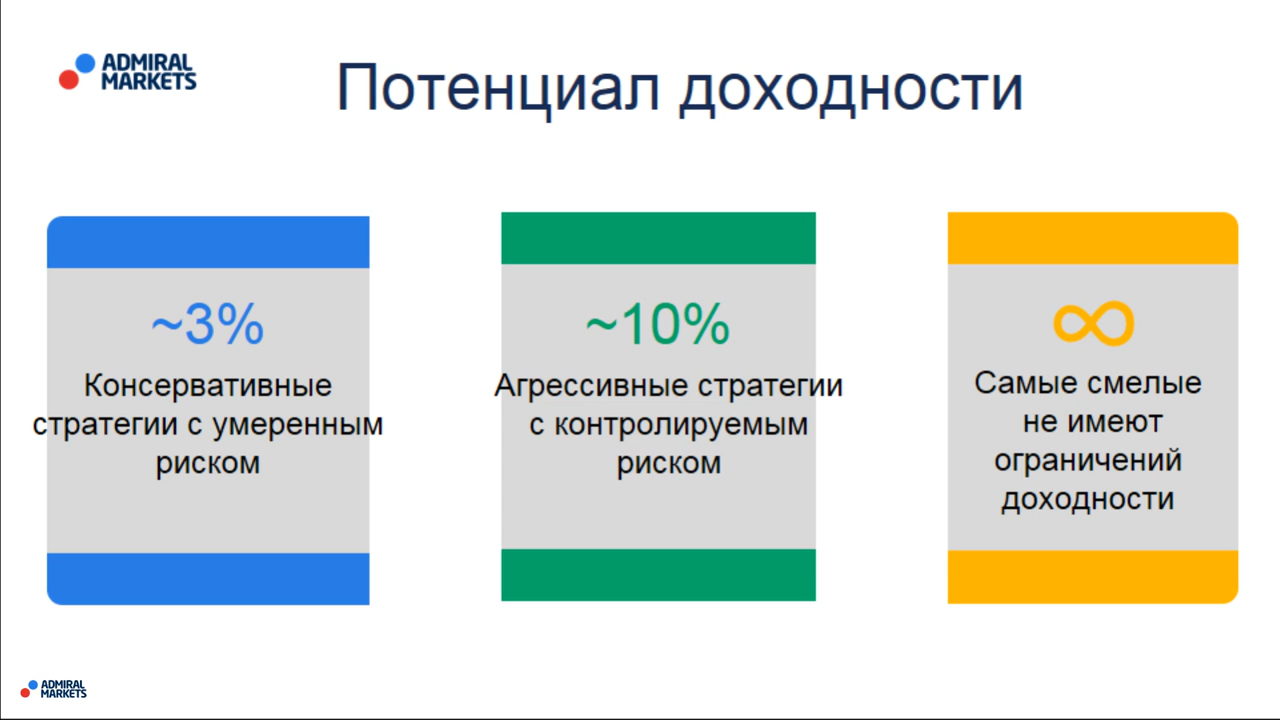 ADMIRAL
MARKETS
Потенциал доходности
~3%
Консервативные
стратегии с умеренным
риском
~10%
Агрессивные стратегии
с контролируемым
риском
∞
Самые смелые
не имеют
ограничений
доходности
ADMIRAL
MARKETS